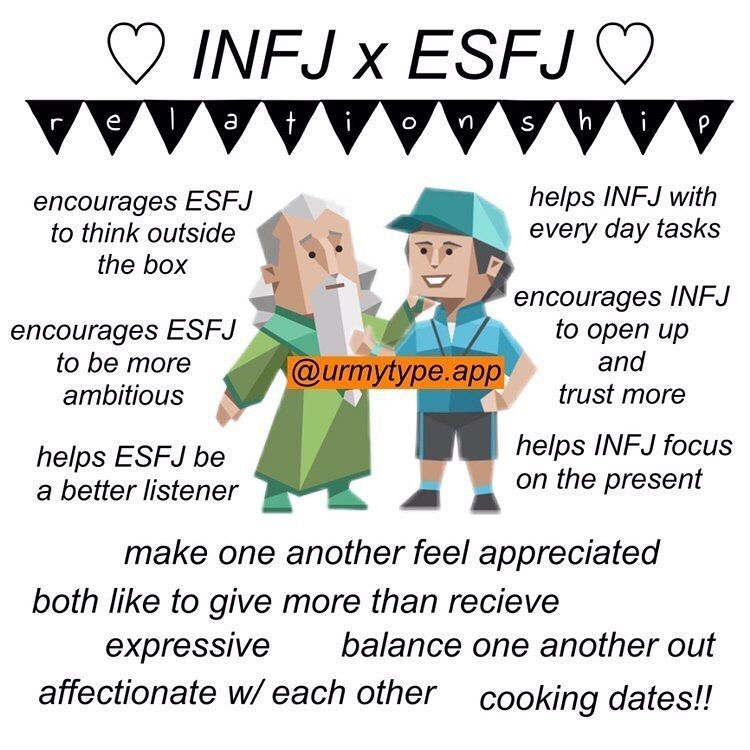 ♡ INFJ x ESFJ ♡
relationship
encourages ESFJ
to think outside
the box
encourages ESFJ
to be more
ambitious
helps ESFJ be
a better listener
@urmytype.app
helps INFJ with
every day tasks
encourages INFJ
to open up
and
trust more
helps INFJ focus
on the present
make one another feel appreciated
both like to give more than recieve
expressive
balance one another out
affectionate w/ each other
cooking dates!!